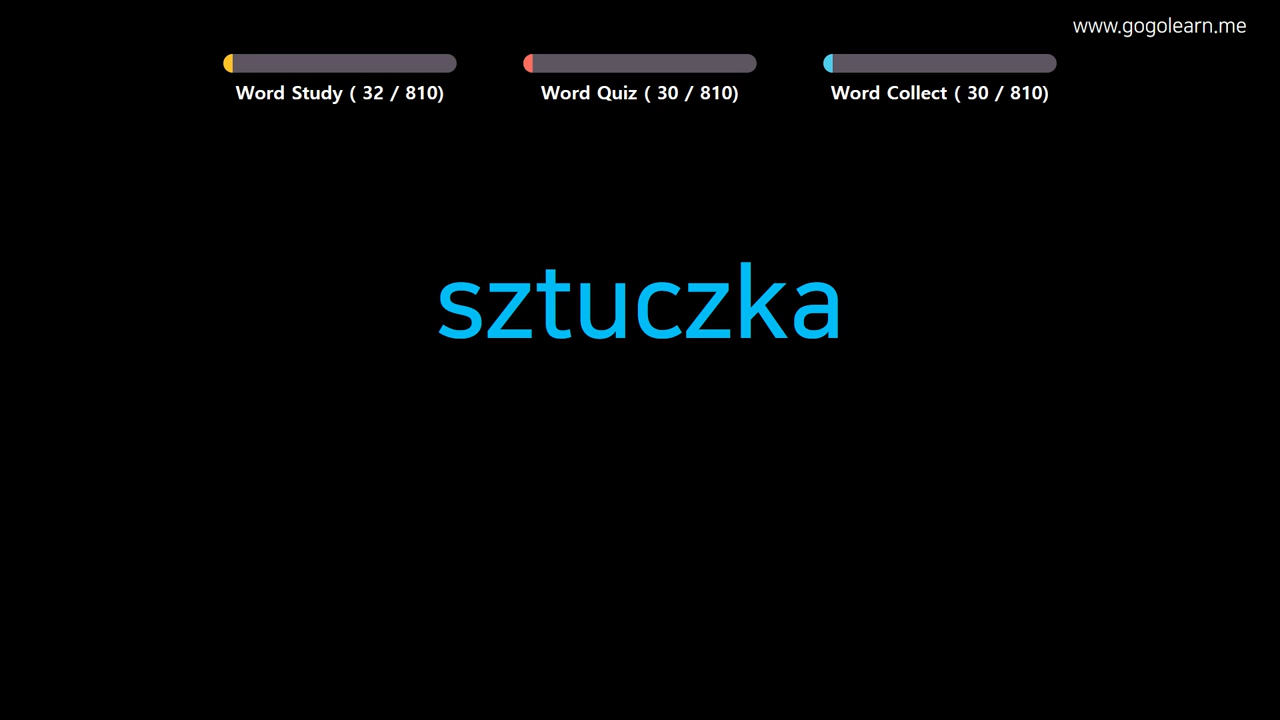 www.gogolearn.me
Word Study ( 32 / 810)
Word Quiz ( 30 / 810)
Word Collect ( 30 / 810)
sztuczka